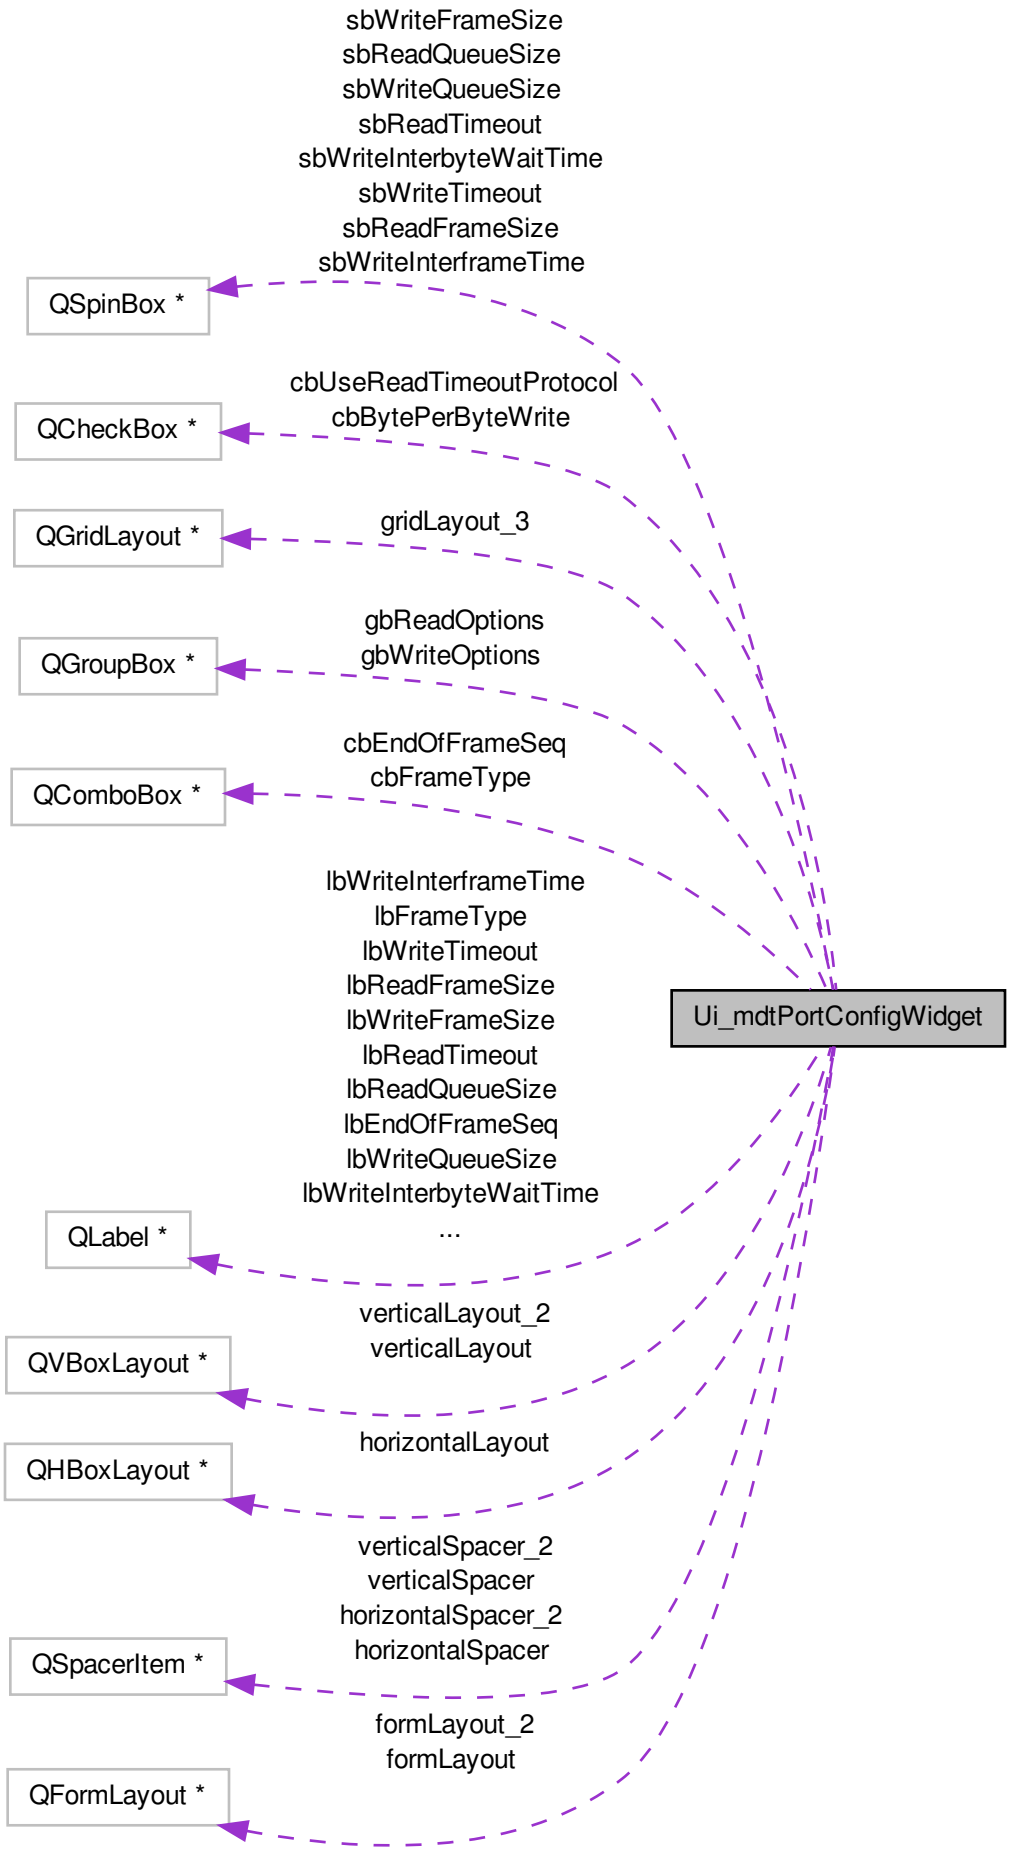 sbWriteFrameSize
sbReadQueueSize
sbWriteQueueSize
sbReadTimeout
sbWriteInterbyteWaitTime
sbWriteTimeout
sbReadFrameSize
sbWriteInterframeTime
QSpinBox *
cbUseReadTimeoutProtocol
cbBytePerByteWrite
QCheckBox *
gridLayout_3
QGridLayout *
gbReadOptions
gbWriteOptions
QGroupBox *
cbEndOfFrameSeq
cbFrameType
QComboBox *
lbWriteInterframeTime
lbFrameType
lbWriteTimeout
lbReadFrameSize
lbWriteFrameSize
lbReadTimeout
lbReadQueueSize
lbEndOfFrameSeq
lbWriteQueueSize
lbWriteInterbyteWaitTime
...
Ui_mdtPortConfigWidget
QLabel *
verticalLayout_2
verticalLayout
QVBoxLayout *
horizontalLayout
QHBoxLayout *
verticalSpacer_2
verticalSpacer
horizontalSpacer_2
horizontalSpacer
QSpacerItem *
formLayout_2
formLayout
QFormLayout *